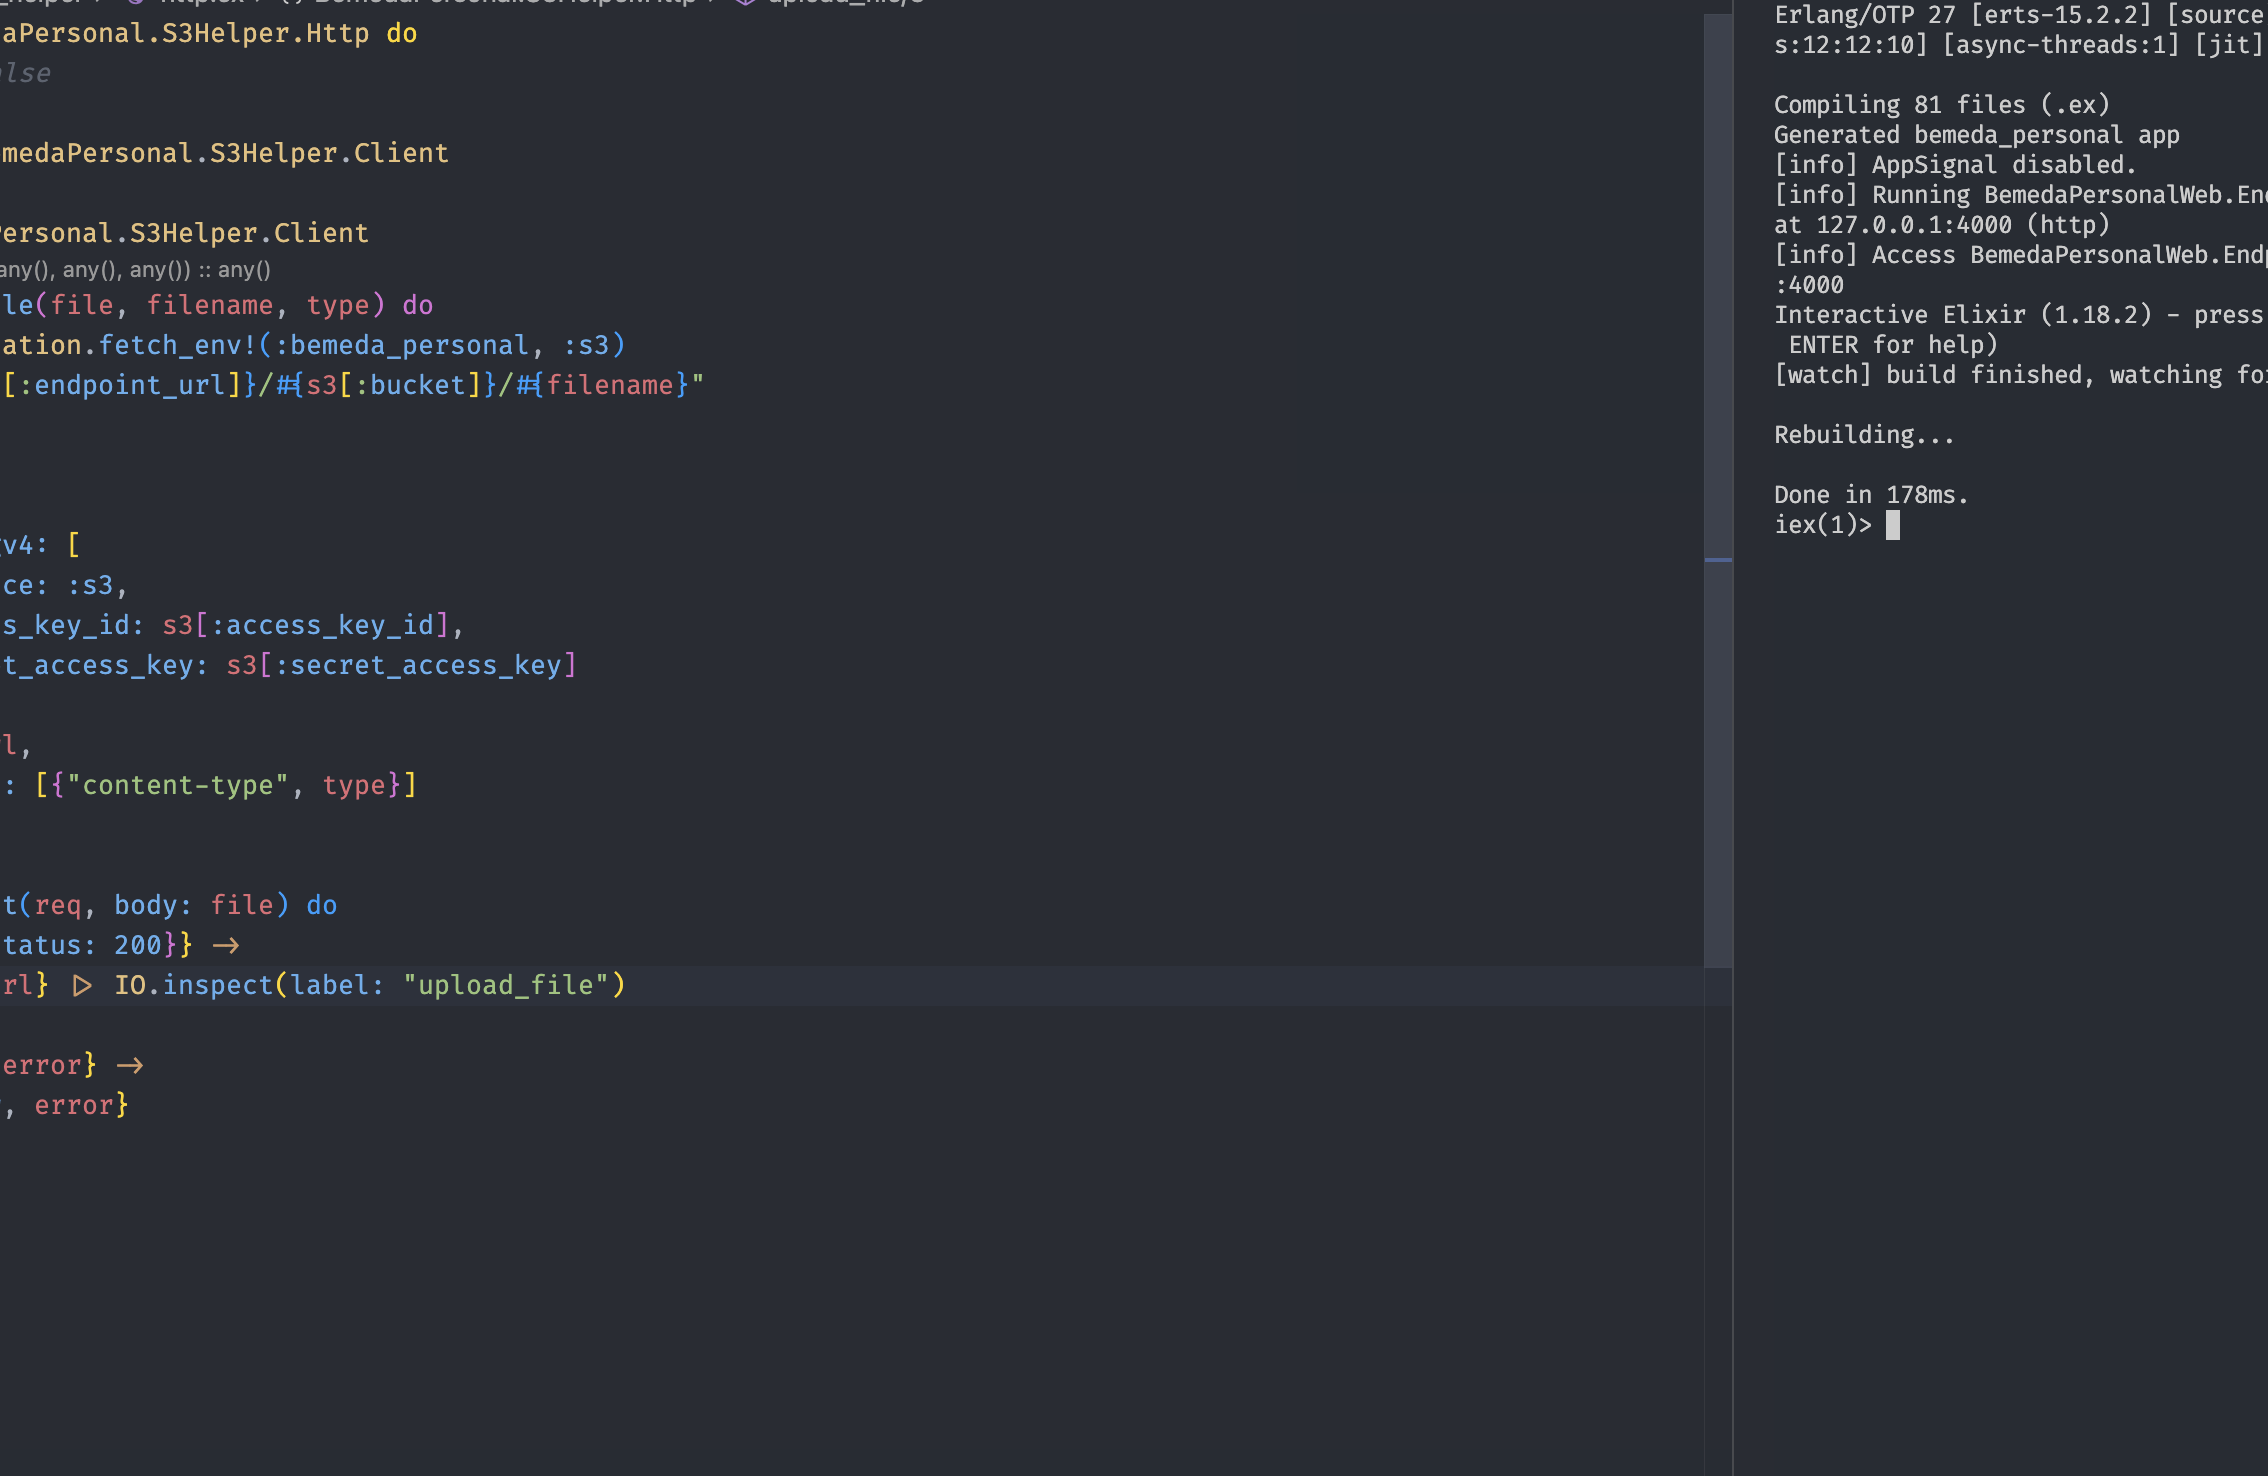 aPersonal.S3Helper.Http do
alse
medaPersonal.S3Helper.Client
Personal.S3Helper.Client
any(), any(), any()) :: any()
le(file, filename, type) do
ation.fetch_env!(:bemeda_personal, :s3)
[:endpoint_url]}/#{s3[:bucket]}/#{filename}"
v4: [
ce: :s3,
s_key_id: s3[:access_key_id],
t_access_key: s3[:secret_access_key]
l,
: [{"content-type", type}]
t(req, body: file) do
tatus: 200}} ->
rl} |> IO.inspect(label: "upload_file")
error} ->
, error}
Erlang/OTP 27 [erts-15.2.2] [source
s:12:12:10] [async-threads:1] [jit]
Compiling 81 files (.ex)
Generated bemeda_personal app
[info] AppSignal disabled.
[info] Running BemedaPersonalWeb.End
at 127.0.0.1:4000 (http)
[info] Access BemedaPersonalWeb.Endp
:4000
Interactive Elixir (1.18.2) - press
ENTER for help)
[watch] build finished, watching for
Rebuilding...
Done in 178ms.
iex(1)>